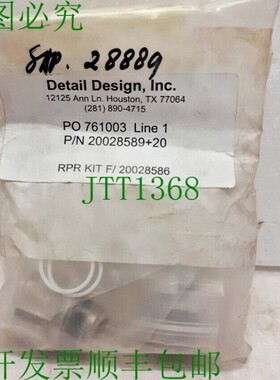 图必究
28889
Detail Design, Inc.
12125 Ann Ln. Houston, TX 77064
(281) 890-4715
PO 761003 Line 1
P/N 20028589+20
RPR KIT F/ 20028586
JTT1368
开发票顺丰包邮